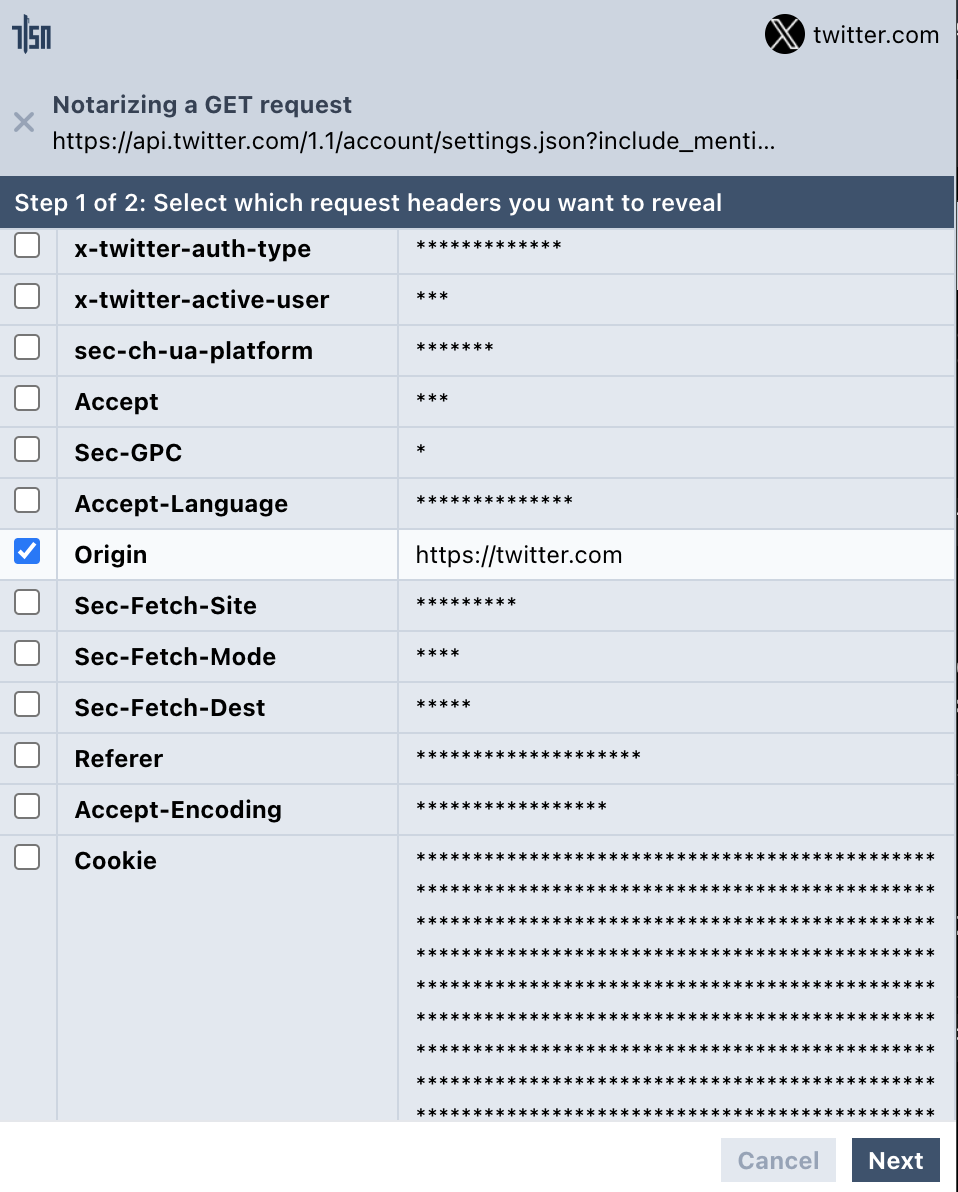 TLSN
twitter.com
Notarizing a GET request
https://api.twitter.com/1.1/account/settings.json?include_menti...
Step 1 of 2: Select which request headers you want to reveal
x-twitter-auth-type *************
x-twitter-active-user ***
sec-ch-ua-platform *******
Accept ***
Sec-GPC *
Accept-Language **************
Origin https://twitter.com
Sec-Fetch-Site *********
Sec-Fetch-Mode ****
Sec-Fetch-Dest *****
Referer ********************
Accept-Encoding *****************
Cookie **********************************************
**********************************************
**********************************************
**********************************************
**********************************************
**********************************************
**********************************************
**********************************************
**********************************************
Cancel Next